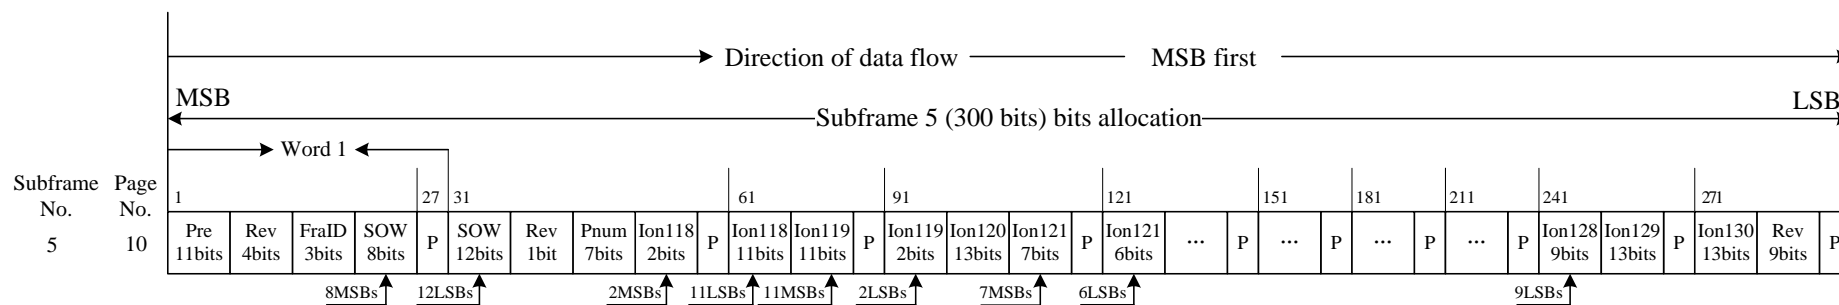 Direction of data flow MSB first
MSB LSB
Subframe 5 (300 bits) bits allocation
Word 1
Subframe No. Page No. 1 27 31 61 91 121 151 181 211 241 271
5 10 Pre 11bits Rev 4bits FraID 3bits SOW 8bits P SOW 12bits Rev 1bit Pnum 7bits Ion118 2bits P Ion118 11bits Ion119 11bits P Ion119 2bits Ion120 13bits Ion121 7bits P Ion121 6bits ... P ... P ... P ... P Ion128 9bits Ion129 13bits P Ion130 13bits Rev 9bits P
8MSBs 12LSBs 2MSBs 11LSBs 11MSBs 2LSBs 7MSBs 6LSBs 9LSBs